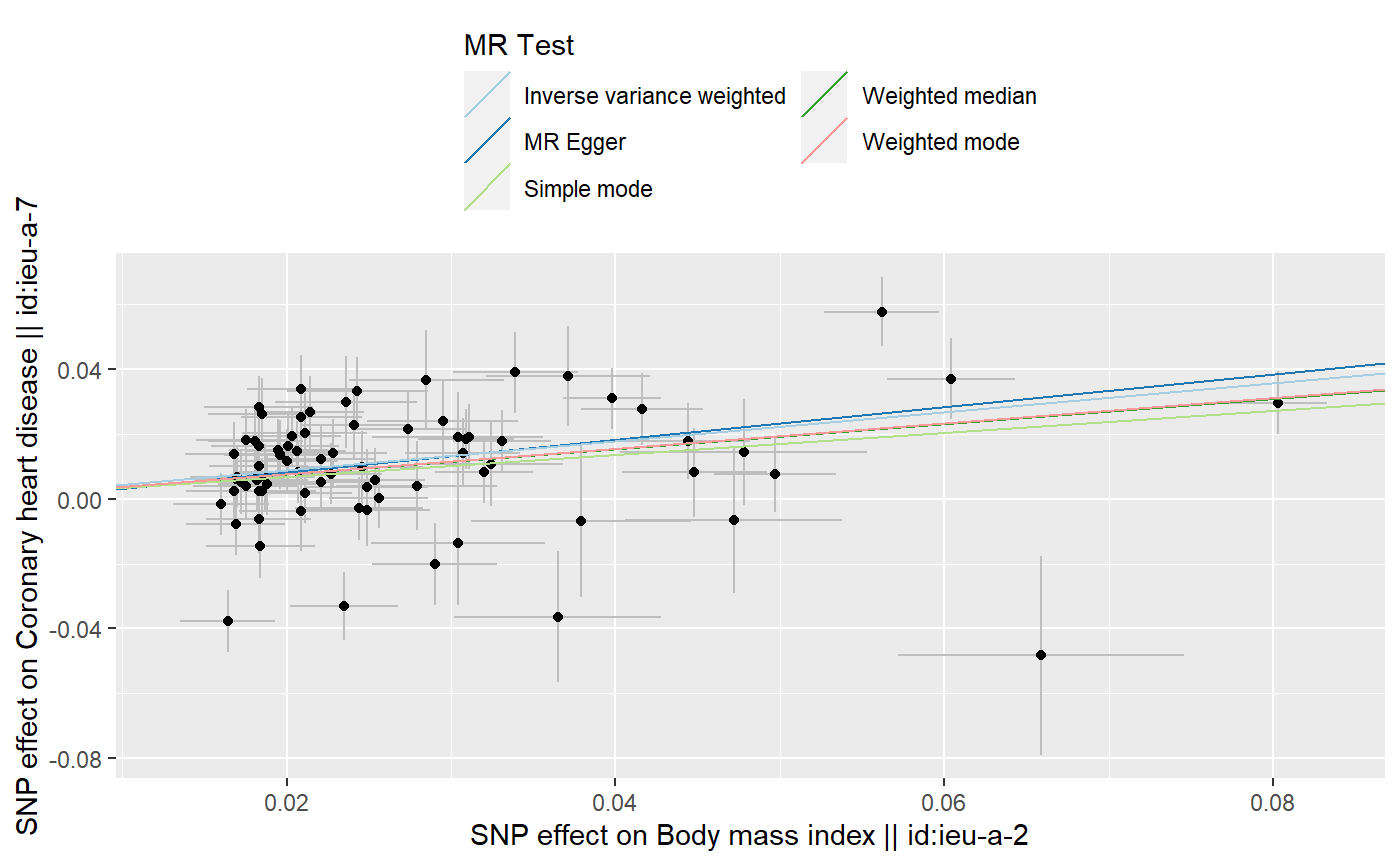 MR Test
Inverse variance weighted
Weighted median
MR Egger
Weighted mode
Simple mode
SNP effect on Coronary heart disease || id:ieu-a-7
0.04
0.00
-0.04
-0.08
0.02
0.04
0.06
0.08
SNP effect on Body mass index || id:ieu-a-2